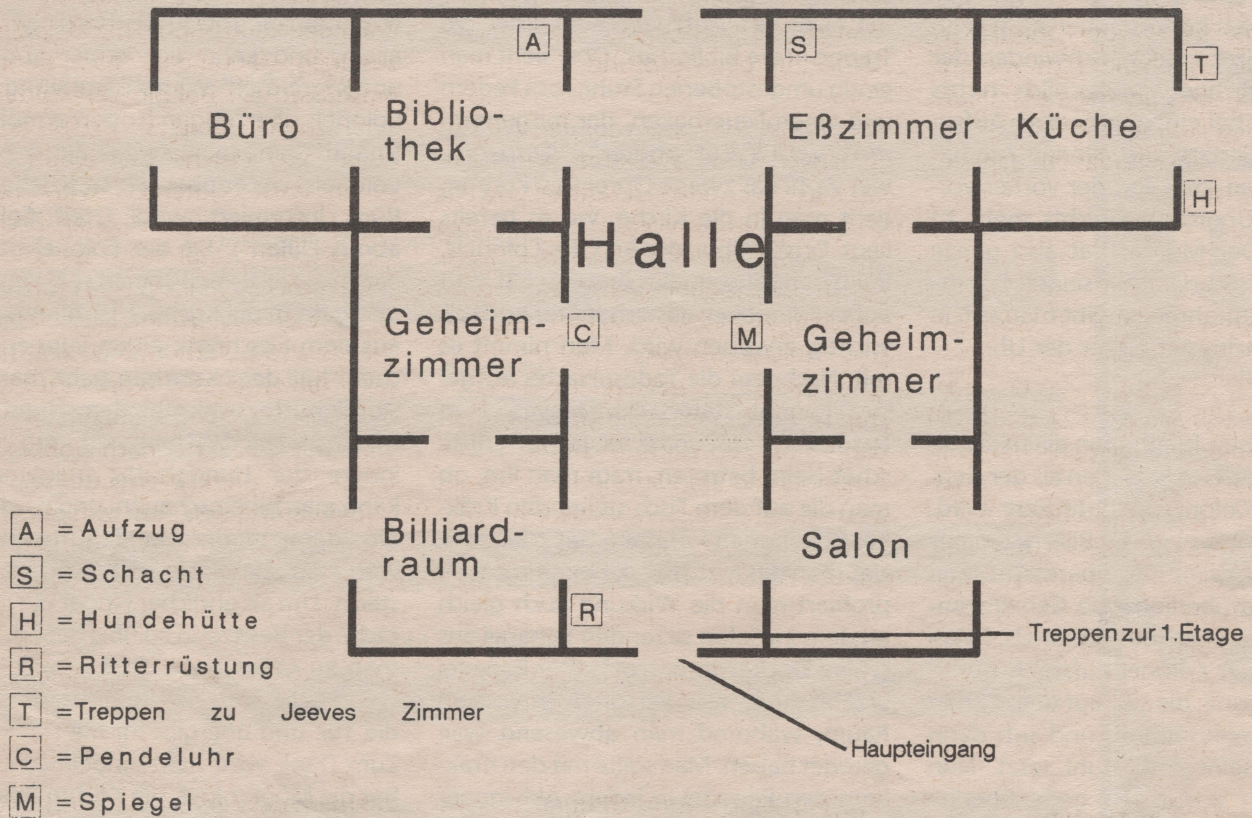 A
S
T
Büro
Biblio-
thek
Eßzimmer
Küche
H
Halle
Geheim-
zimmer
C
M
Geheim-
zimmer
Billiard-
raum
Salon
R
Treppen zur 1.Etage
Haupteingang
A = Aufzug
S = Schacht
H = Hundehütte
R = Ritterrüstung
T =Treppen zu Jeeves Zimmer
C = Pendeluhr
M = Spiegel